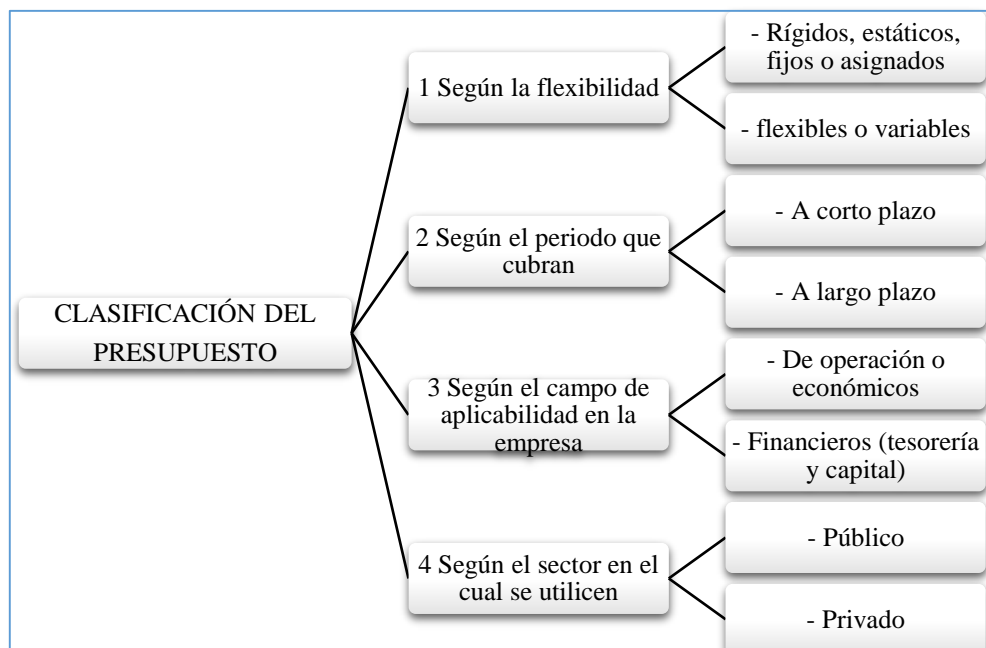 CLASIFICACIÓN DEL
PRESUPUESTO
1 Según la flexibilidad
- Rígidos, estáticos,
fijos o asignados
- flexibles o variables
2 Según el periodo que
cubran
- A corto plazo
- A largo plazo
3 Según el campo de
aplicabilidad en la
empresa
- De operación o
económicos
- Financieros (tesorería
y capital)
4 Según el sector en el
cual se utilicen
- Público
- Privado